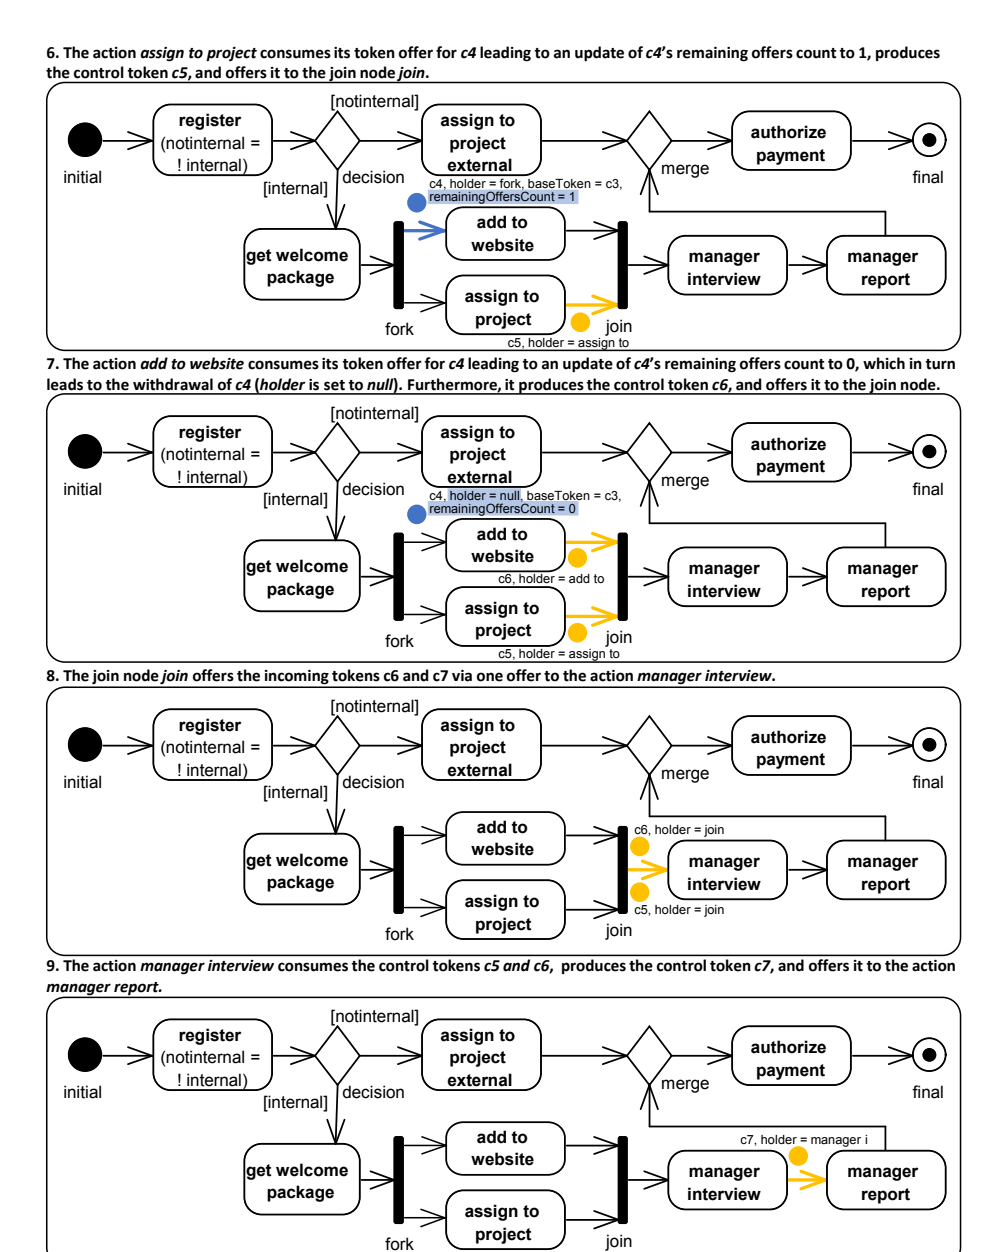 6. The action assign to project consumes its token offer for c4 leading to an update of c4's remaining offers count to 1, produces
the control token c5, and offers it to the join node join.
[notinternal]
register
(notinternal =
! internal)
assign to
project
external
authorize
payment
initial
[internal]
decision
merge
final
c4, holder = fork, baseToken = c3,
remainingOffersCount = 1
add to
website
get welcome
package
manager
interview
manager
report
assign to
project
fork
join
c5, holder = assign to
7. The action add to website consumes its token offer for c4 leading to an update of c4's remaining offers count to 0, which in turn
leads to the withdrawal of c4 (holder is set to null). Furthermore, it produces the control token c6, and offers it to the join node.
[notinternal]
register
(notinternal =
! internal)
assign to
project
external
authorize
payment
initial
[internal]
decision
merge
final
c4, holder = null, baseToken = c3,
remainingOffersCount = 0
add to
website
get welcome
package
c6, holder = add to
manager
interview
manager
report
assign to
project
fork
join
c5, holder = assign to
8. The join node join offers the incoming tokens c6 and c7 via one offer to the action manager interview.
[notinternal]
register
(notinternal =
! internal)
assign to
project
external
authorize
payment
initial
[internal]
decision
merge
final
add to
website
c6, holder = join
get welcome
package
manager
interview
manager
report
assign to
project
c5, holder = join
fork
join
9. The action manager interview consumes the control tokens c5 and c6, produces the control token c7, and offers it to the action
manager report.
[notinternal]
register
(notinternal =
! internal)
assign to
project
external
authorize
payment
initial
[internal]
decision
merge
final
add to
website
c7, holder = manager i
get welcome
package
manager
interview
manager
report
assign to
project
fork
join